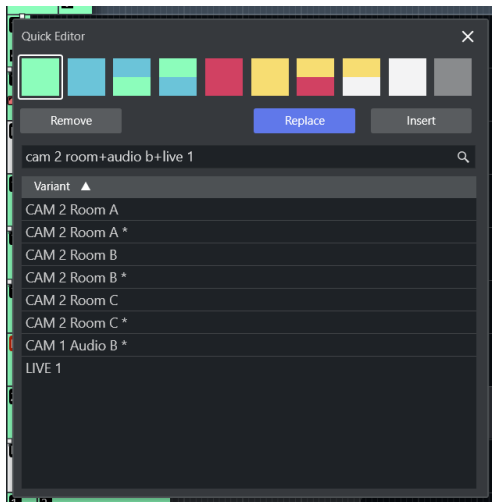 Quick Editor
Remove
Replace
Insert
cam 2 room+audio b+live 1
Variant
CAM 2 Room A
CAM 2 Room A *
CAM 2 Room B
CAM 2 Room B *
CAM 2 Room C
CAM 2 Room C *
CAM 1 Audio B *
LIVE 1